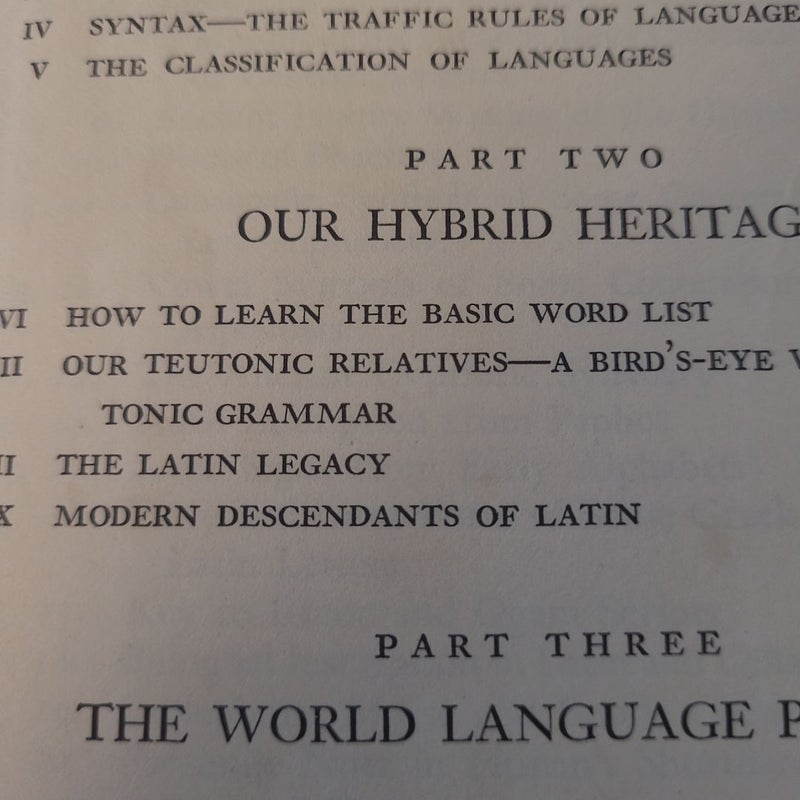 IV SYNTAX—THE TRAFFIC RULES OF LANGUAGE
V THE CLASSIFICATION OF LANGUAGES
PART TWO
OUR HYBRID HERITAG
VI HOW TO LEARN THE BASIC WORD LIST
II OUR TEUTONIC RELATIVES—A BIRD'S-EYE V
TONIC GRAMMAR
II THE LATIN LEGACY
X MODERN DESCENDANTS OF LATIN
PART THREE
THE WORLD LANGUAGE P